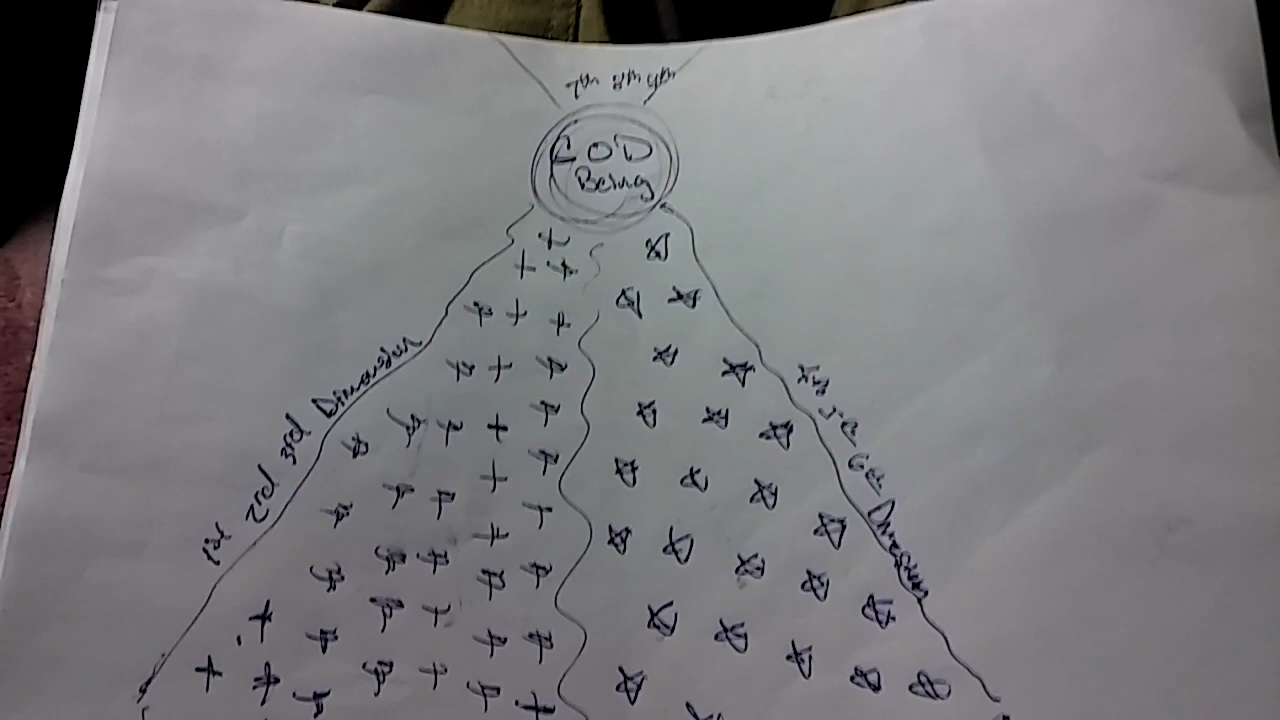 7th 8th 9th
GOD
Being
1st 2nd 3rd Dimension
4th 5th 6th Dimension